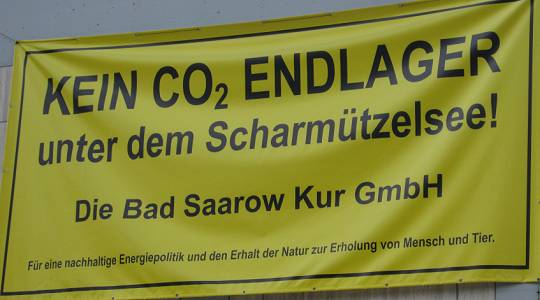 KEIN CO₂ ENDLAGER
unter dem Scharmützelsee!
Die Bad Saarow Kur GmbH
Für eine nachhaltige Energiepolitik und den Erhalt der Natur zur Erholung von Mensch und Tier.